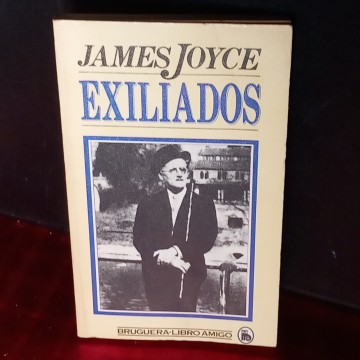 JAMES JOYCE
EXILIADOS
BRUGUERA-LIBRO AMIGO